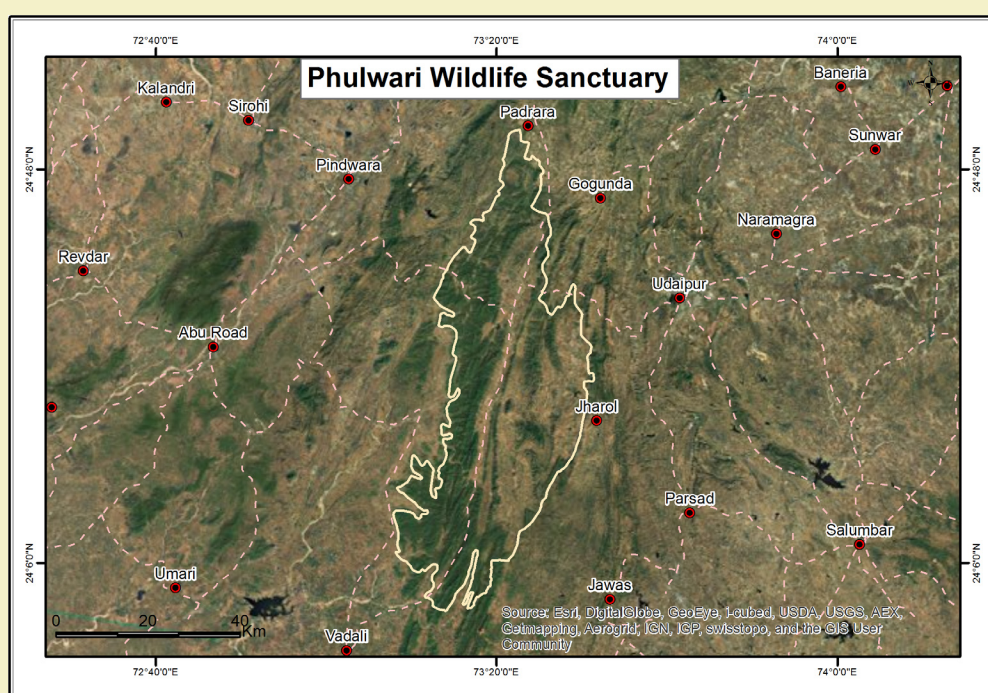 72°40'0"E
73°20'0"E
74°0'0"E
Phulwari Wildlife Sanctuary
Baneria
Kalandri
Sirohi
Padrara
Sunwar
24°48'0"N
24°48'0"N
Pindwara
Gogunda
Naramagra
Revdar
Udaipur
Abu Road
Jharol
Parsad
Salumbar
24°6'0"N
24°6'0"N
Umari
Jawas
0 20 40
Km
Source: Esri, DigitalGlobe, GeoEye, i-cubed, USDA, USGS, AEX,
Getmapping, Aerogrid, IGN, IGP, swisstopo, and the GIS User
Community
Vadali
72°40'0"E
73°20'0"E
74°0'0"E